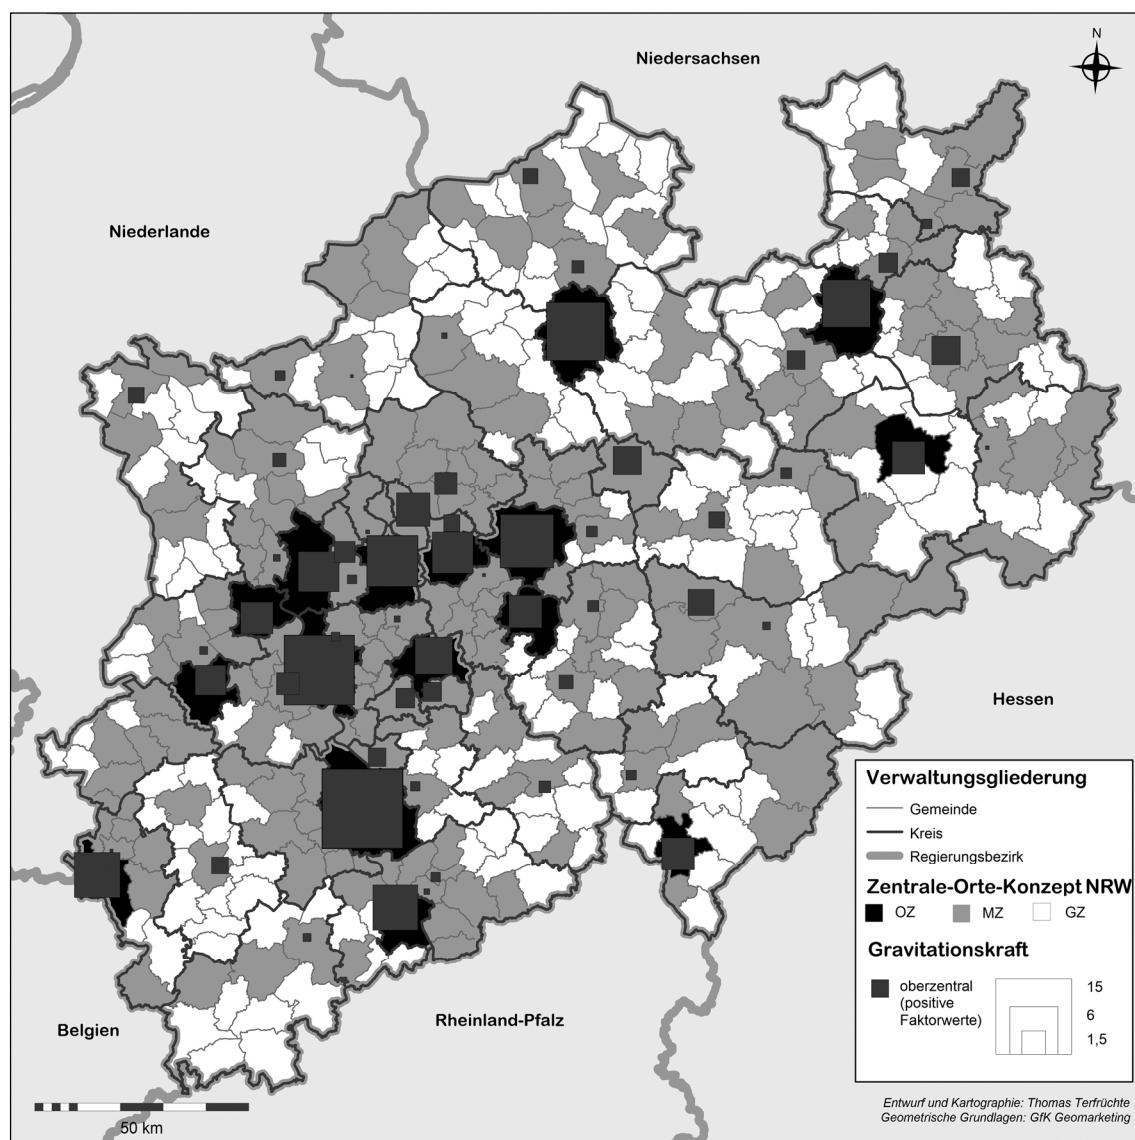 N
Niedersachsen
Niederlande
Hessen
Belgien
Rheinland-Pfalz
50 km
Verwaltungsgliederung
Gemeinde
Kreis
Regierungsbezirk
Zentrale-Orte-Konzept NRW
OZ MZ GZ
Gravitationskraft
oberzentral
(positive
Faktorwerte)
15
6
1,5
Entwurf und Kartographie: Thomas Terfrüchte
Geometrische Grundlagen: GfK Geomarketing